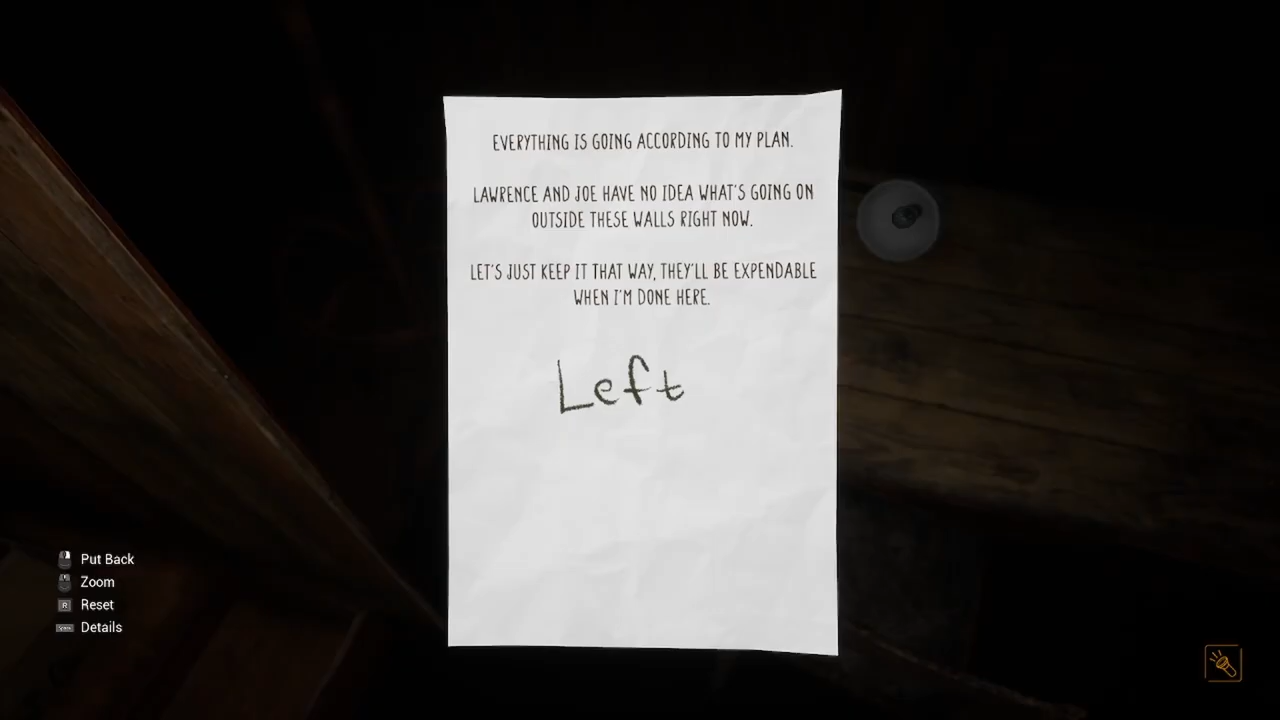 EVERYTHING IS GOING ACCORDING TO MY PLAN.
LAWRENCE AND JOE HAVE NO IDEA WHAT'S GOING ON
OUTSIDE THESE WALLS RIGHT NOW.
LET'S JUST KEEP IT THAT WAY, THEY'LL BE EXPENDABLE
WHEN I'M DONE HERE.
Left
Put Back
Zoom
R Reset
Space Details